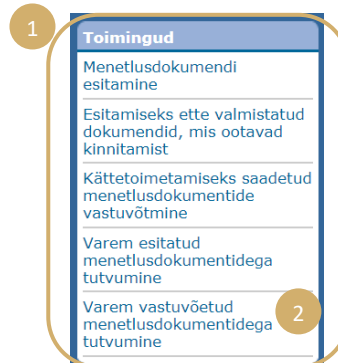 1
Toimingud
Menetlusdokumendi
esitamine
Esitamiseks ette valmistatud
dokumendid, mis ootavad
kinnitamist
Kättetoimetamiseks saadetud
menetlusdokumentide
vastuvõtmine
Varem esitatud
menetlusdokumentidega
tutvumine
Varem vastuvõetud
menetlusdokumentidega
tutvumine
2